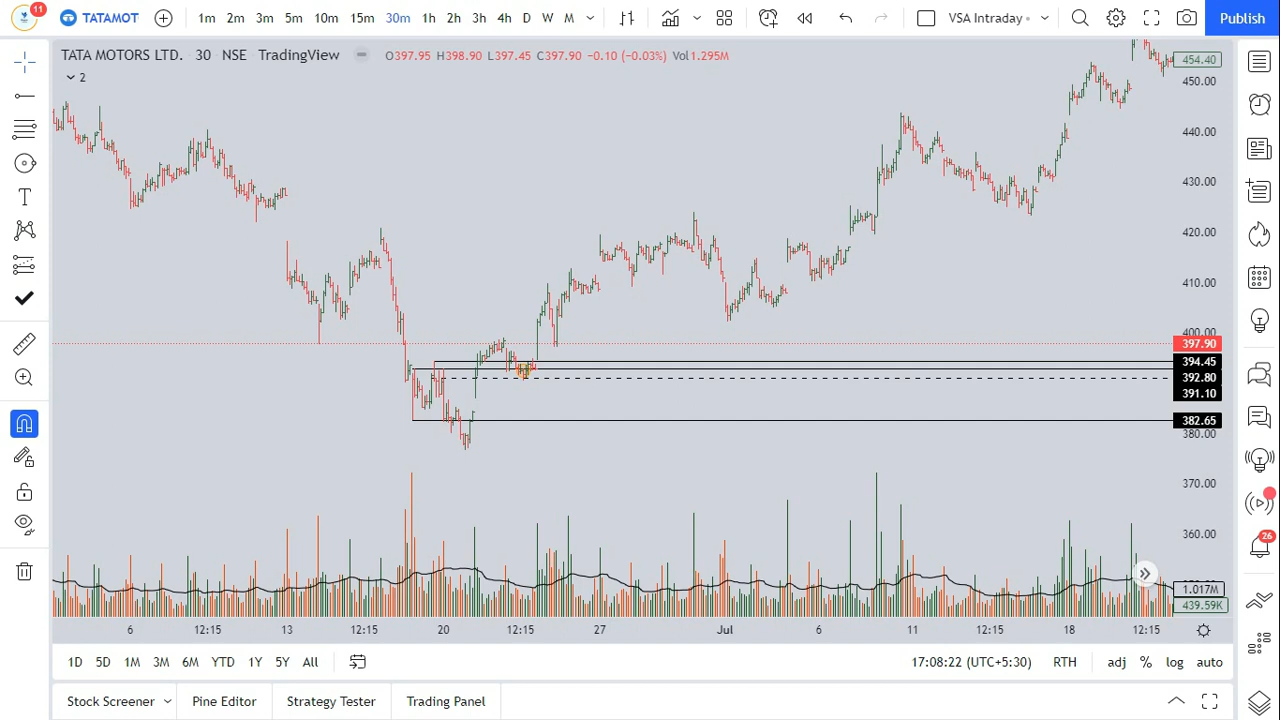 11 TATAMOT 1m 2m 3m 5m 10m 15m 30m 1h 2h 3h 4h D W M VSA Intraday Publish
TATA MOTORS LTD. 30 NSE TradingView O397.95 H398.90 L397.45 C397.90 −0.10 (−0.03%) Vol1.295M
2
454.40
450.00
440.00
430.00
420.00
410.00
400.00
397.90
394.45
392.80
391.10
382.65
380.00
370.00
360.00
26
1.017M
439.59K
6 12:15 13 12:15 20 12:15 27 Jul 6 11 12:15 18 12:15
1D 5D 1M 3M 6M YTD 1Y 5Y All 17:08:22 (UTC+5:30) RTH adj % log auto
Stock Screener Pine Editor Strategy Tester Trading Panel